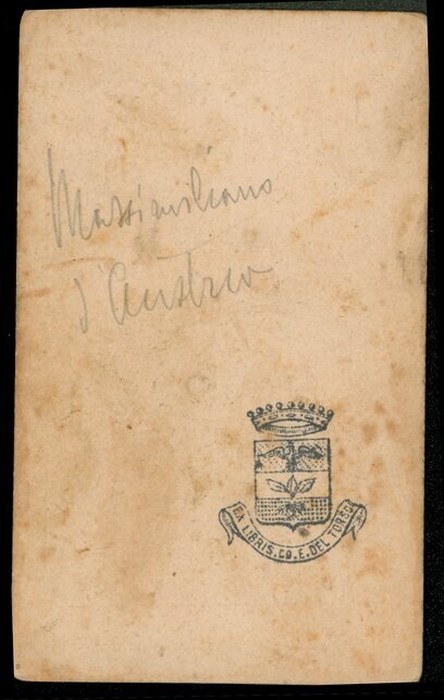 Massimiliano
d'Austria
EX LIBRIS. CO. E. DEL TORSO